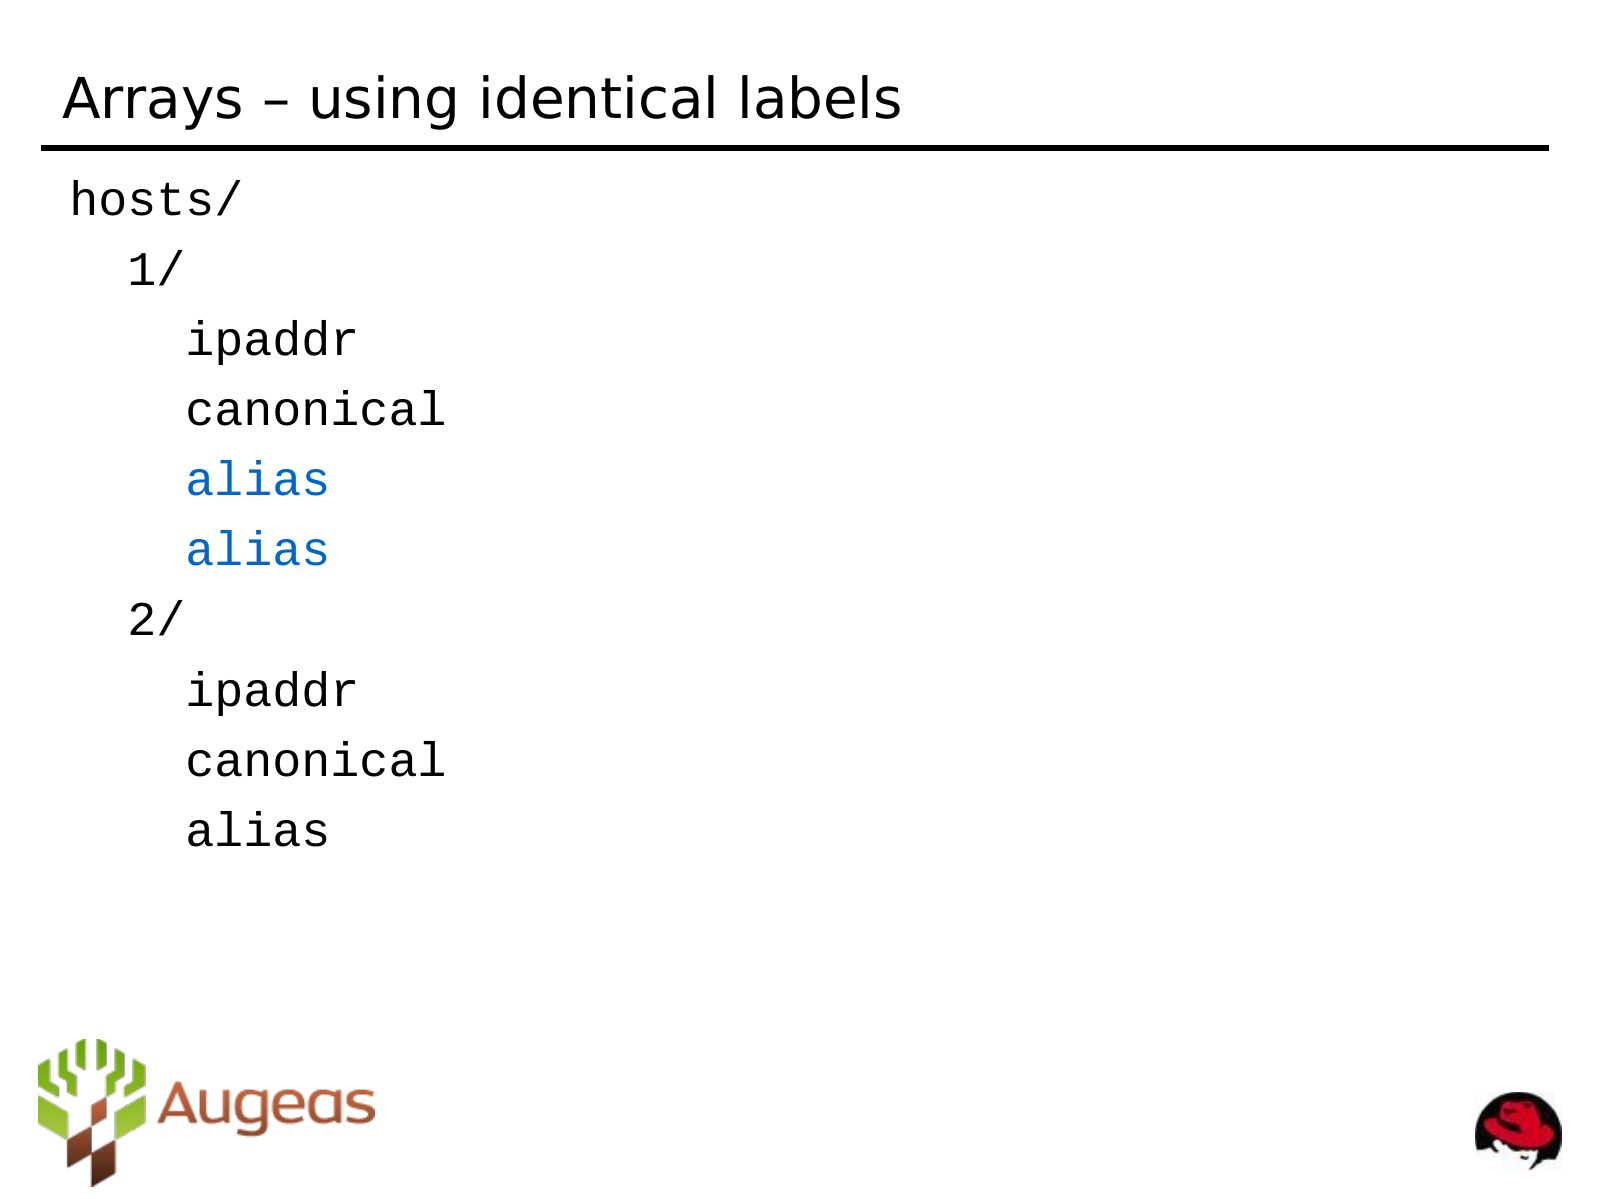 Arrays – using identical labels
hosts/
1/
ipaddr
canonical
alias
alias
2/
ipaddr
canonical
alias
Augeas